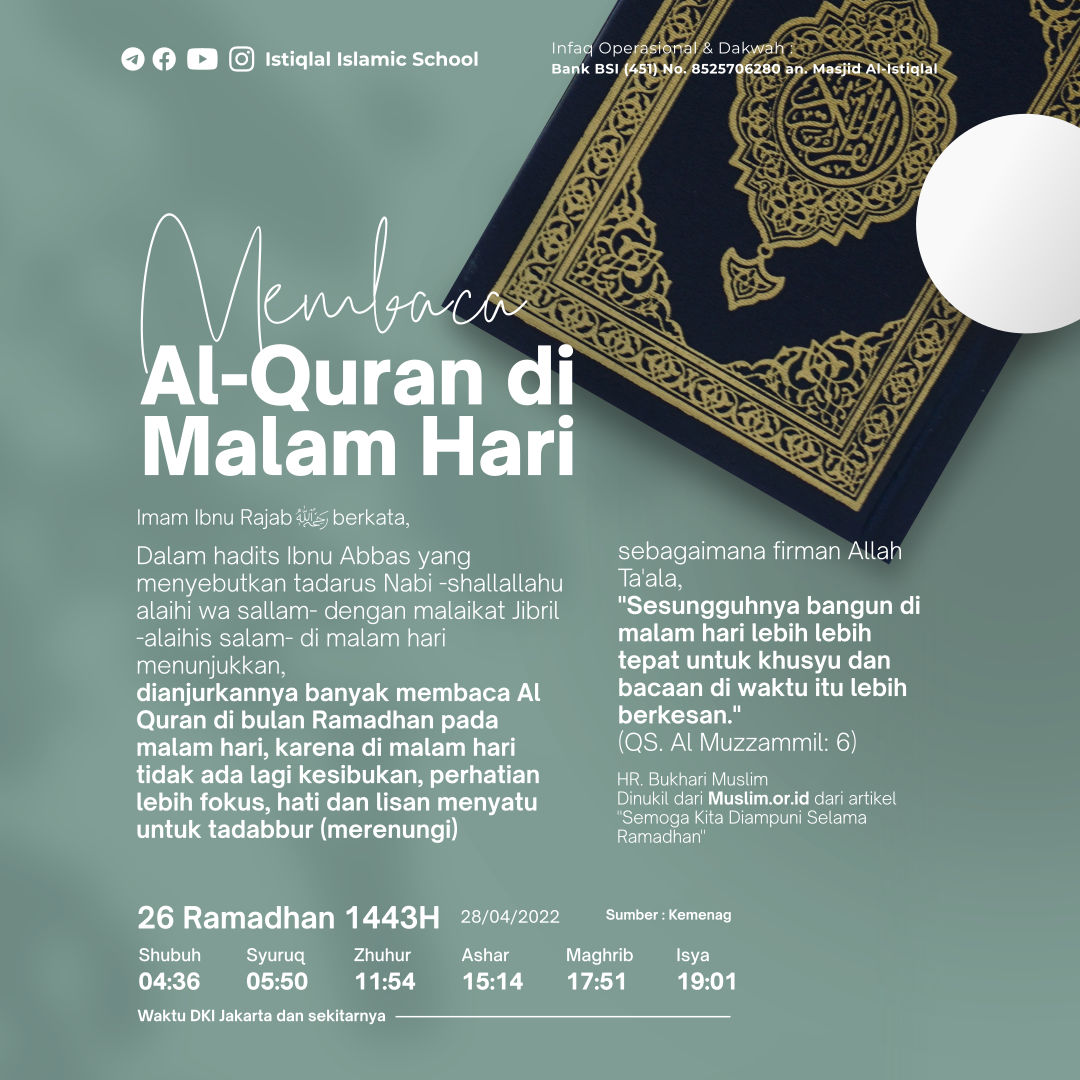 Istiqlal Islamic School
Infaq Operasional & Dakwah :
Bank BSI (451) No. 8525706280 an. Masjid Al-Istiqlal
Membaca
Al-Quran di
Malam Hari
Imam Ibnu Rajab رحمه الله berkata,
Dalam hadits Ibnu Abbas yang
menyebutkan tadarus Nabi -shallallahu
alaihi wa sallam- dengan malaikat Jibril
-alaihis salam- di malam hari
menunjukkan,
dianjurkannya banyak membaca Al
Quran di bulan Ramadhan pada
malam hari, karena di malam hari
tidak ada lagi kesibukan, perhatian
lebih fokus, hati dan lisan menyatu
untuk tadabbur (merenungi)
sebagaimana firman Allah
Ta'ala,
"Sesungguhnya bangun di
malam hari lebih lebih
tepat untuk khusyu dan
bacaan di waktu itu lebih
berkesan."
(QS. Al Muzzammil: 6)
HR. Bukhari Muslim
Dinukil dari Muslim.or.id dari artikel
"Semoga Kita Diampuni Selama
Ramadhan"
26 Ramadhan 1443H 28/04/2022 Sumber : Kemenag
Shubuh Syuruq Zhuhur Ashar Maghrib Isya
04:36 05:50 11:54 15:14 17:51 19:01
Waktu DKI Jakarta dan sekitarnya